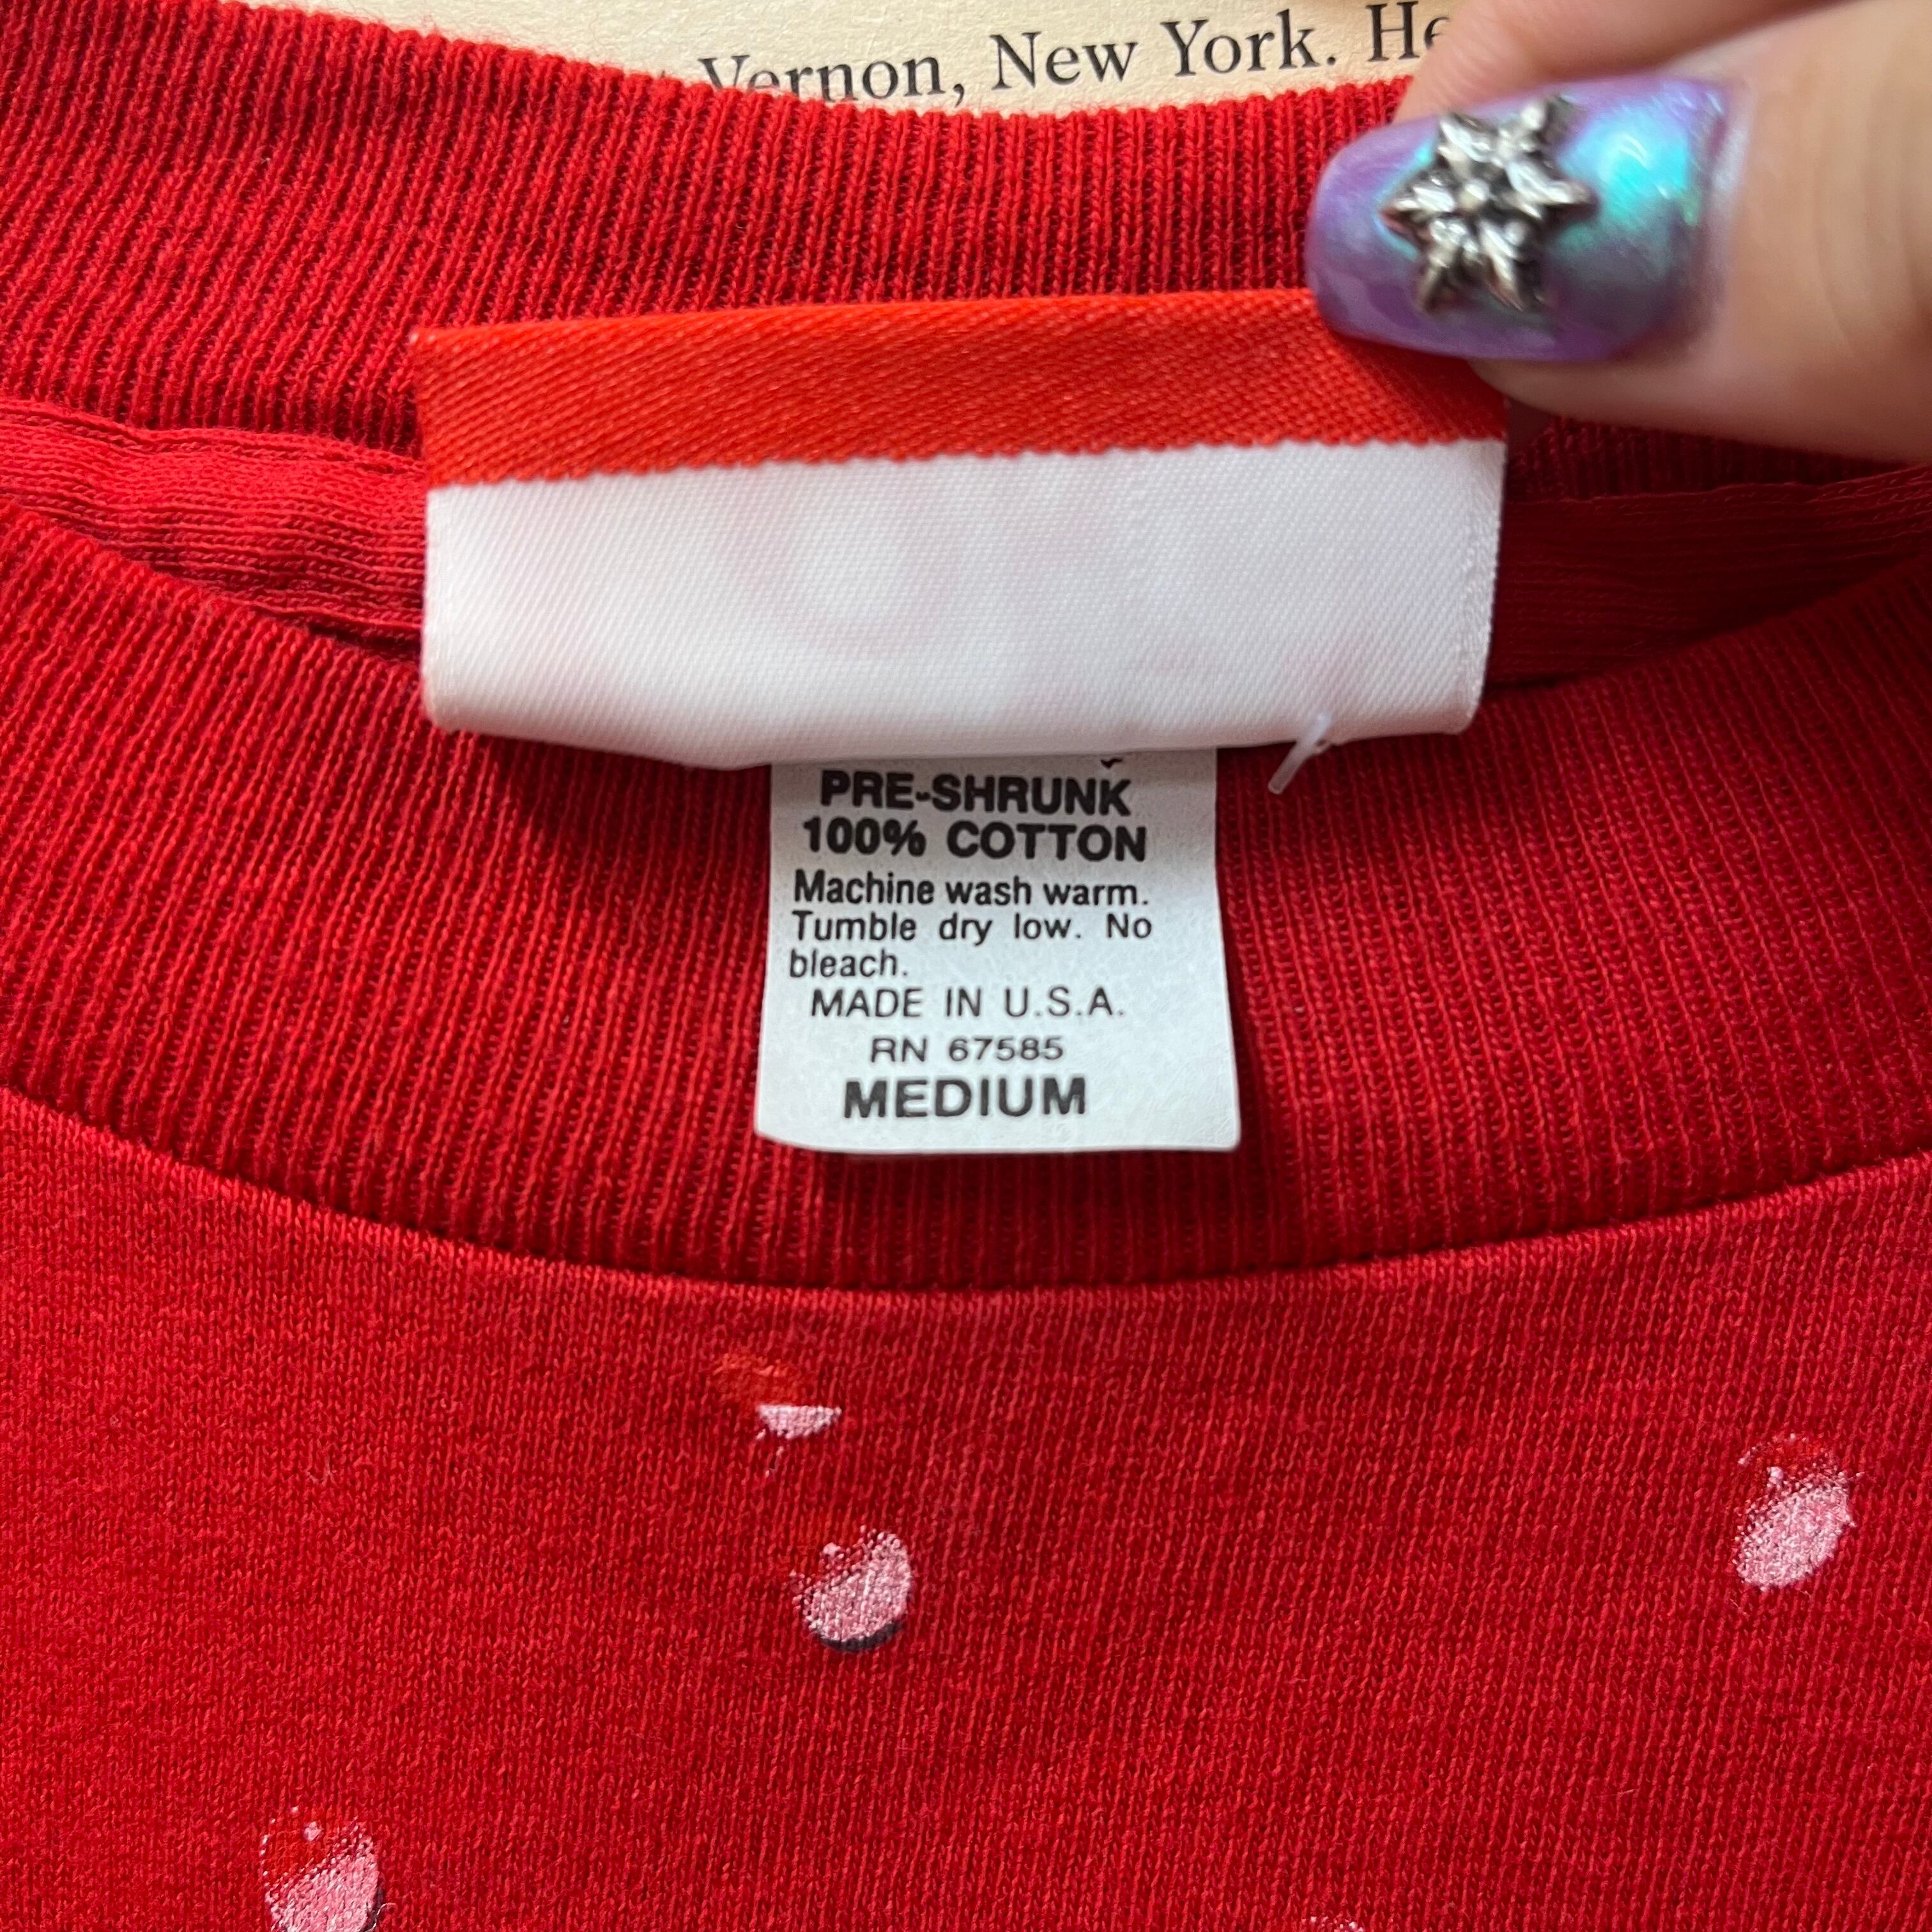 Vernon, New York. He
PRE-SHRUNK
100% COTTON
Machine wash warm.
Tumble dry low. No
bleach.
MADE IN U.S.A.
RN 67585
MEDIUM